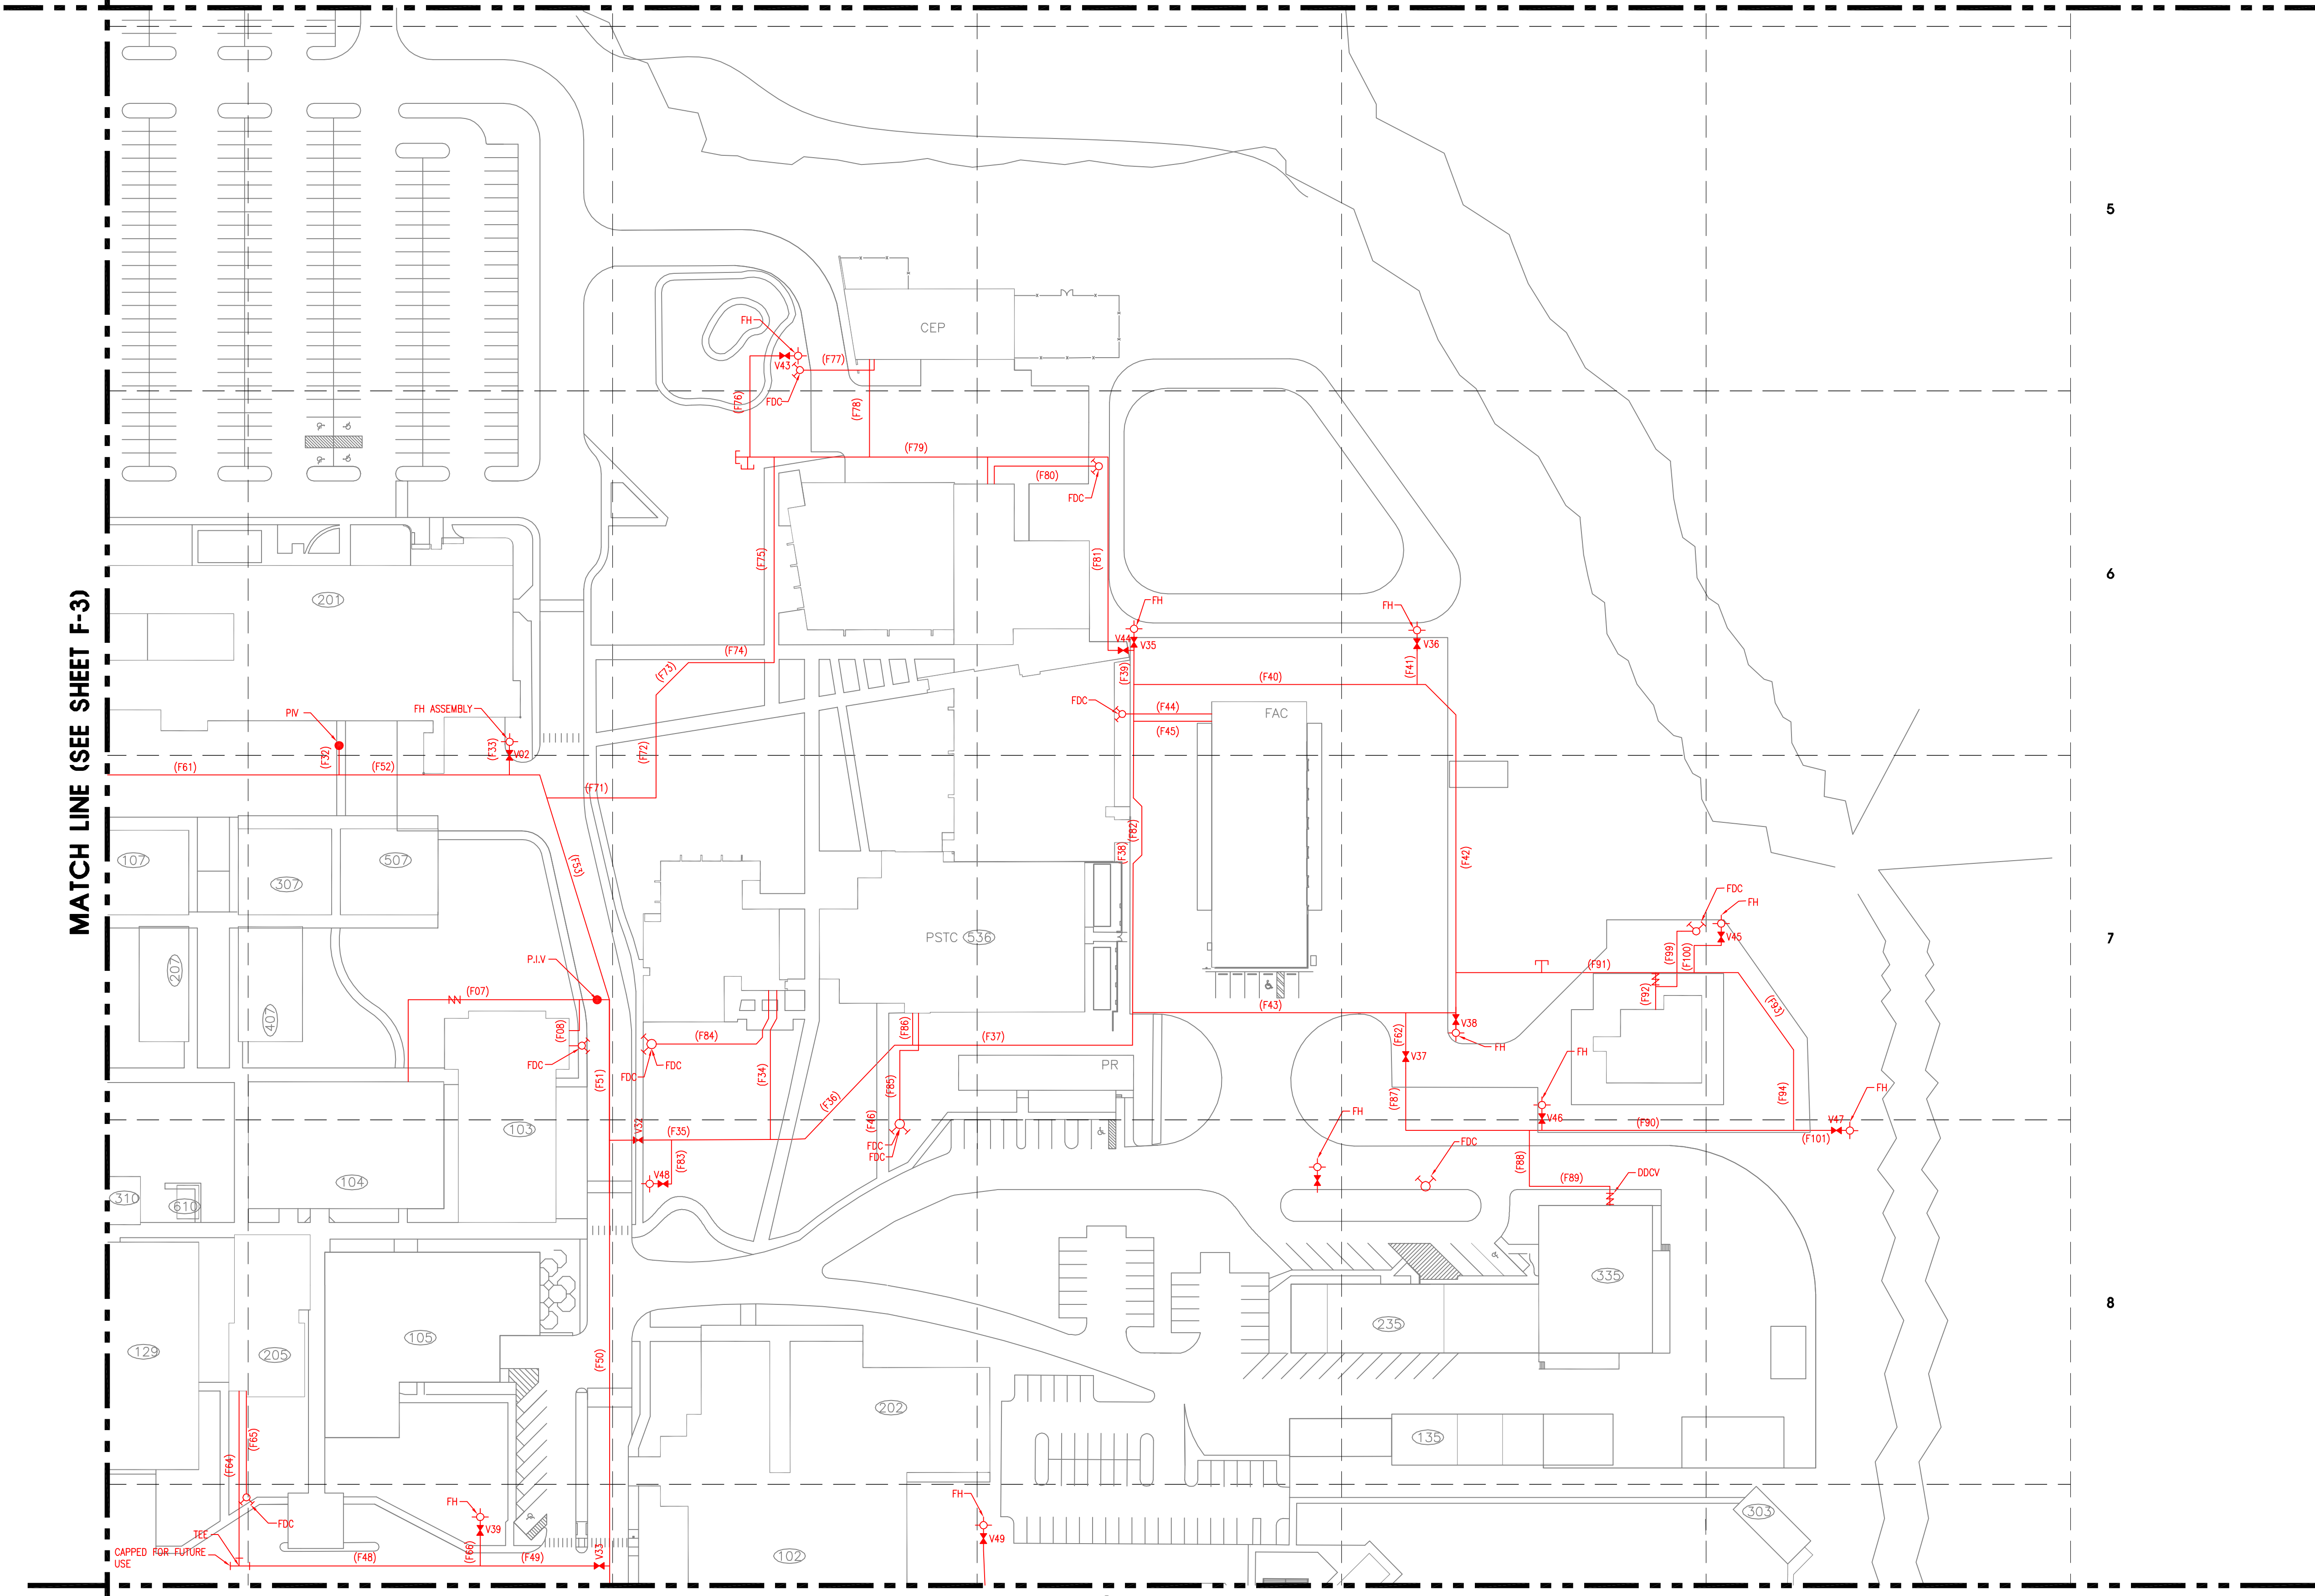 5
FH
CEP
V43
(F77)
(F76)
FDC
(F78)
(F79)
(F80)
FDC
(F75)
(F81)
6
201
FH
V44
V35
FH
V36
(F74)
(F73)
(F39)
(F41)
(F40)
PIV
FH ASSEMBLY
FDC
(F44)
FAC
(F45)
(F32)
(F33)
V02
(F72)
(F61)
(F52)
(F71)
MATCH LINE (SEE SHEET F-3)
107
307
507
(F53)
(F38)
(F82)
(F42)
FDC
FH
V45
PSTC 536
7
207
407
P.I.V
(F07)
(F08)
(F99)
(F100)
(F91)
(F92)
(F93)
(F43)
V38
FH
(F62)
V37
FH
FDC
(F84)
FDC
FDC
(F86)
(F37)
PR
(F51)
(F34)
(F36)
(F85)
(F87)
(F94)
FH
103
V32
(F35)
(F46)
FDC
FDC
FH
V46
(F90)
V47
(F101)
(F83)
V48
FDC
(F88)
(F89)
DDCV
104
310
610
335
8
105
129
205
(F50)
235
202
135
(F64)
(F65)
FH
V39
FH
V49
303
FDC
TEE
CAPPED FOR FUTURE
USE
(F48)
(F66)
(F49)
V33
102